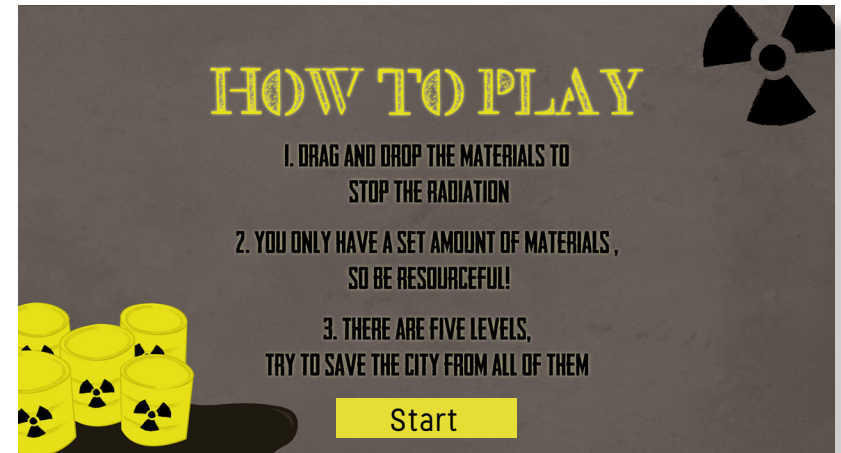 HOW TO PLAY
1. DRAG AND DROP THE MATERIALS TO
STOP THE RADIATION
2. YOU ONLY HAVE A SET AMOUNT OF MATERIALS ,
SO BE RESOURCEFUL!
3. THERE ARE FIVE LEVELS,
TRY TO SAVE THE CITY FROM ALL OF THEM
Start